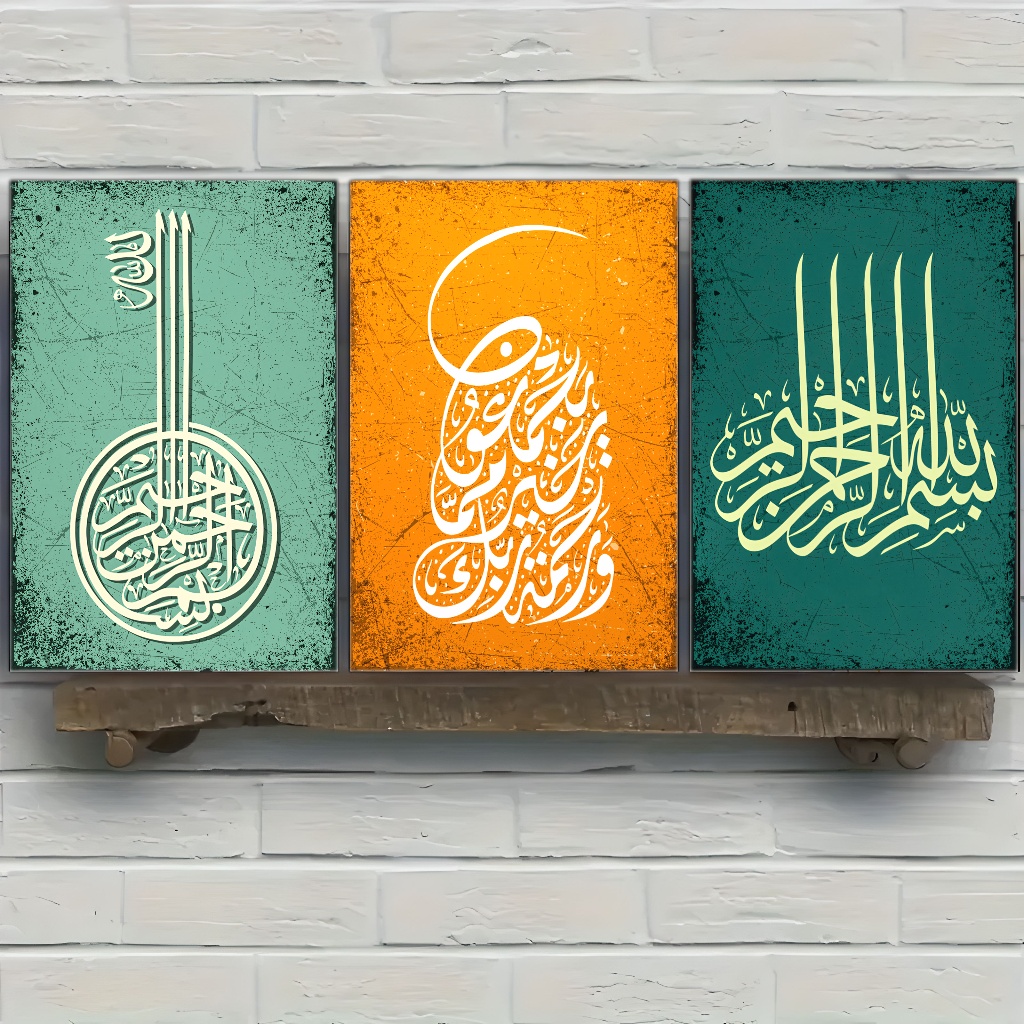 بسم الله الرحمن الرحيم
ورحمة ربك خير مما يجمعون
بسم الله الرحمن الرحيم